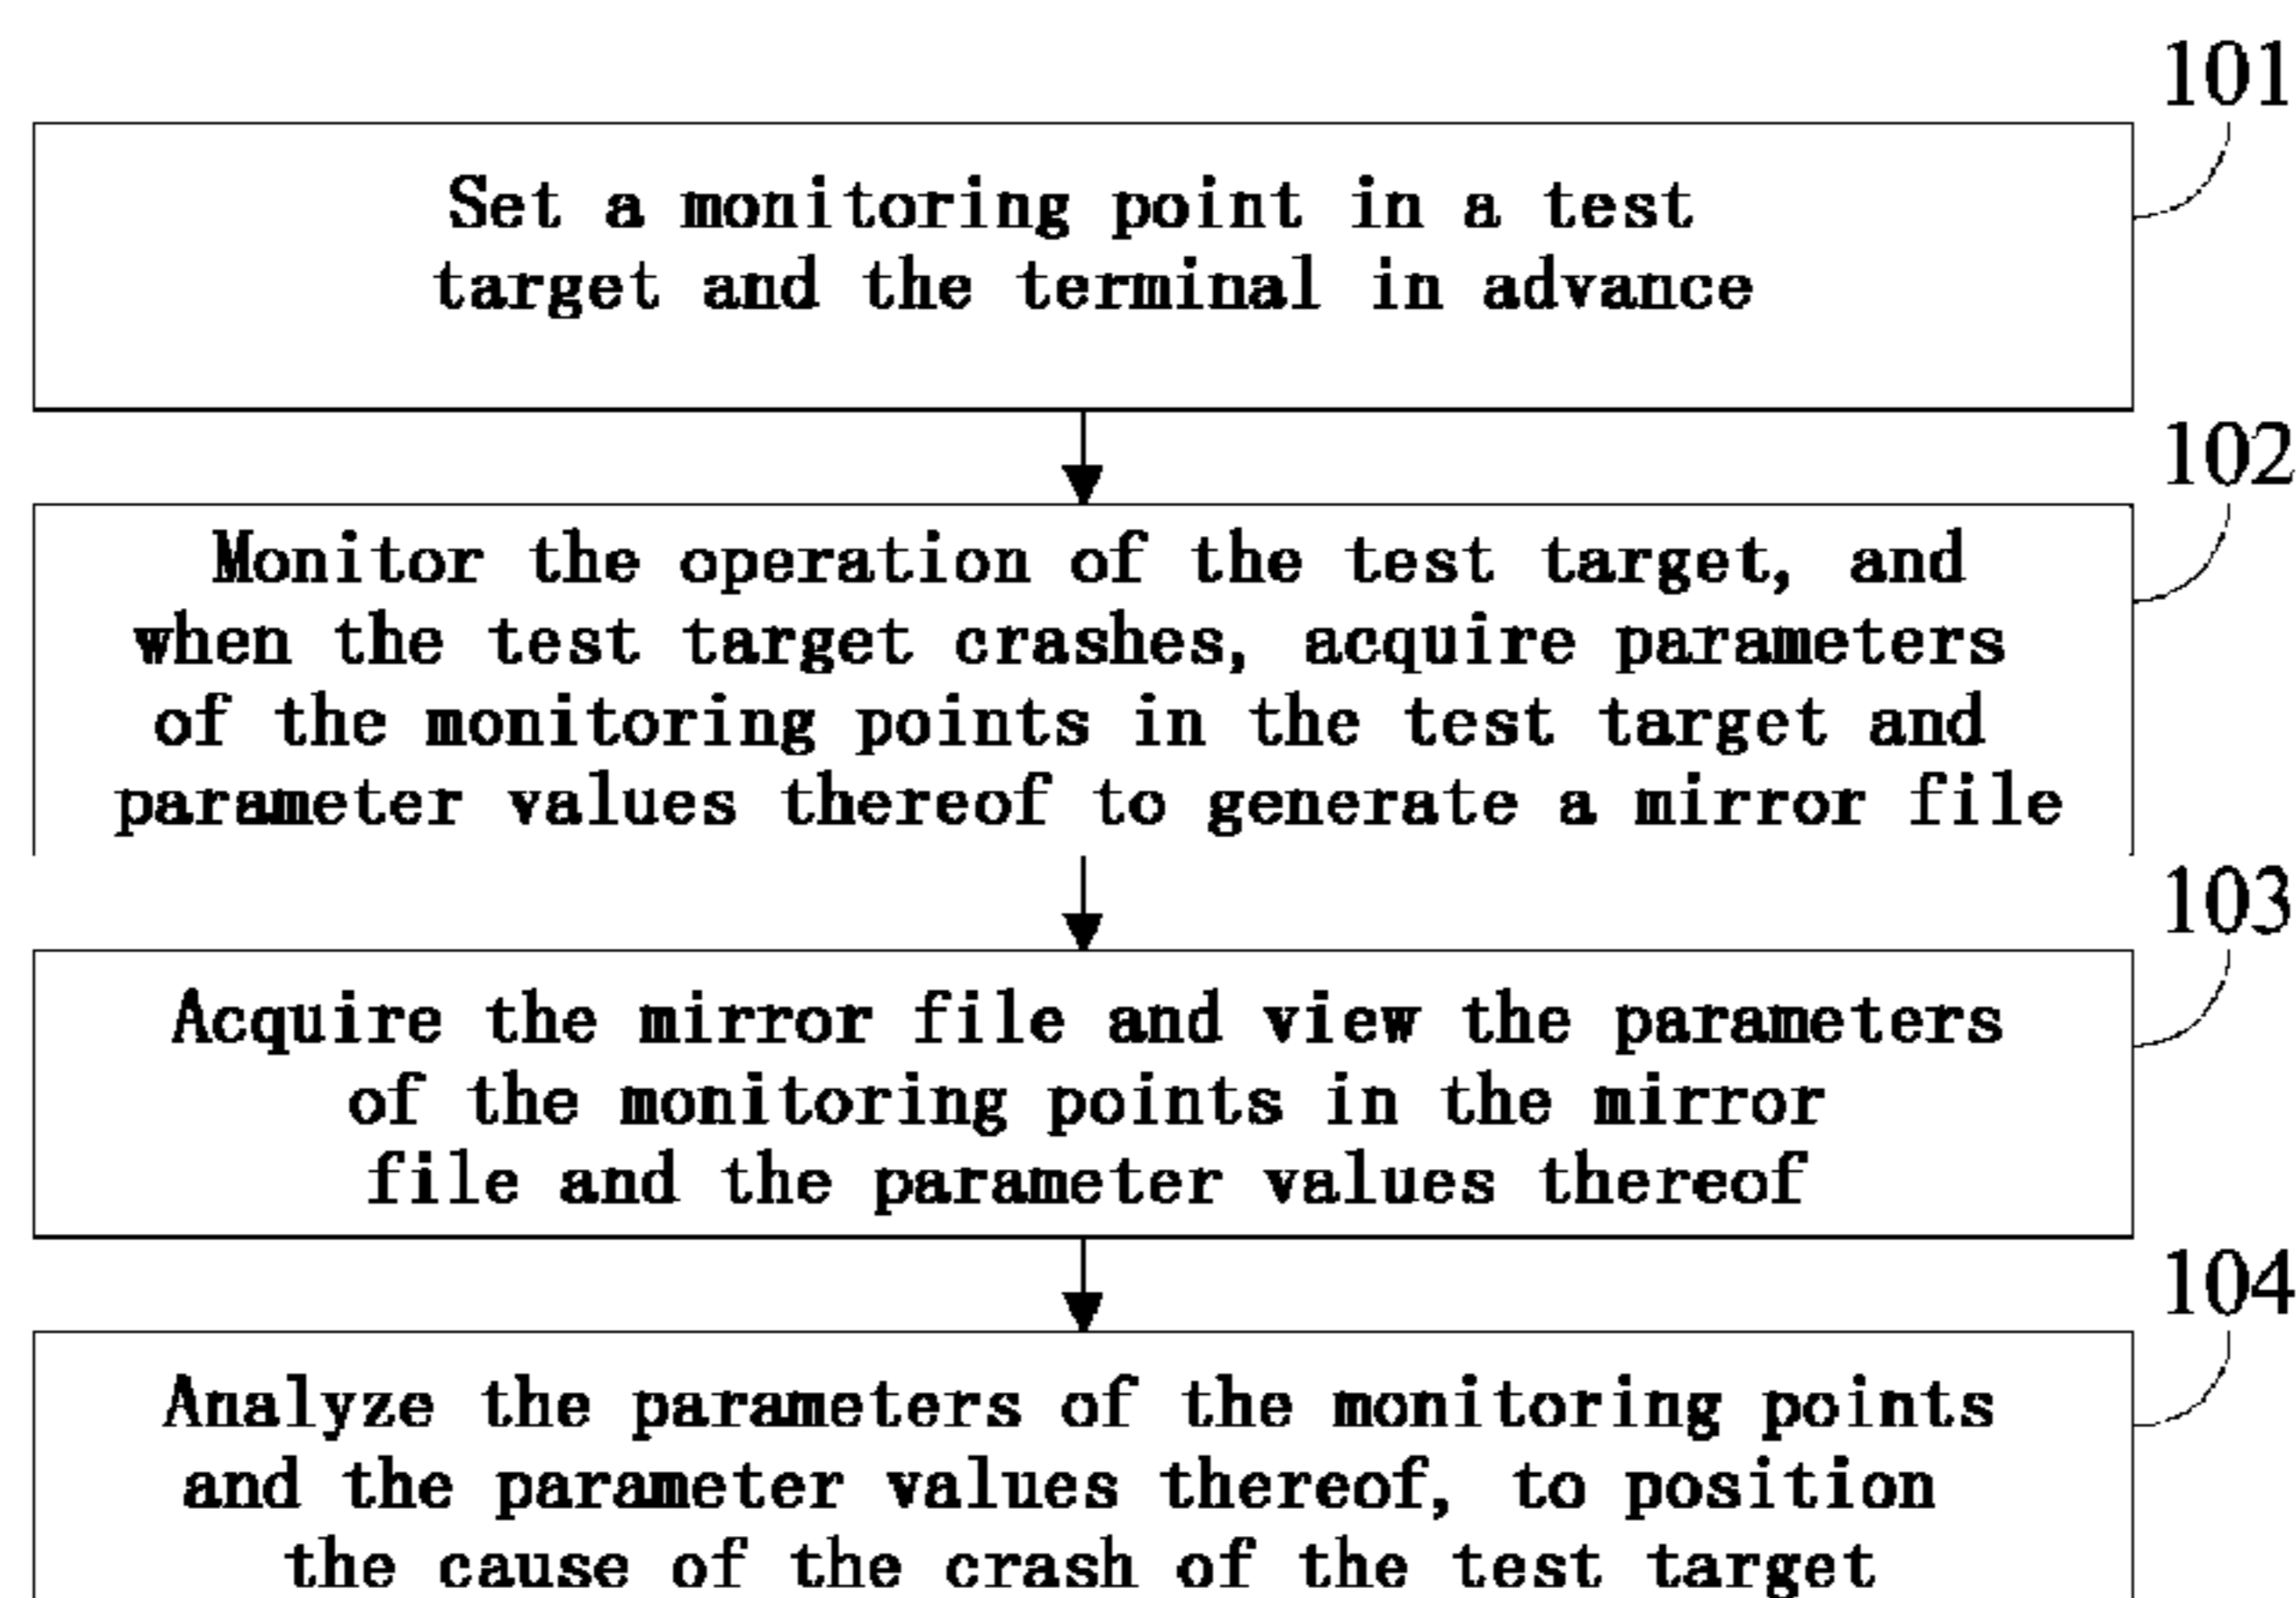 101
Set a monitoring point in a test
target and the terminal in advance
102
Monitor the operation of the test target, and
when the test target crashes, acquire parameters
of the monitoring points in the test target and
parameter values thereof to generate a mirror file
103
Acquire the mirror file and view the parameters
of the monitoring points in the mirror
file and the parameter values thereof
104
Analyze the parameters of the monitoring points
and the parameter values thereof, to position
the cause of the crash of the test target